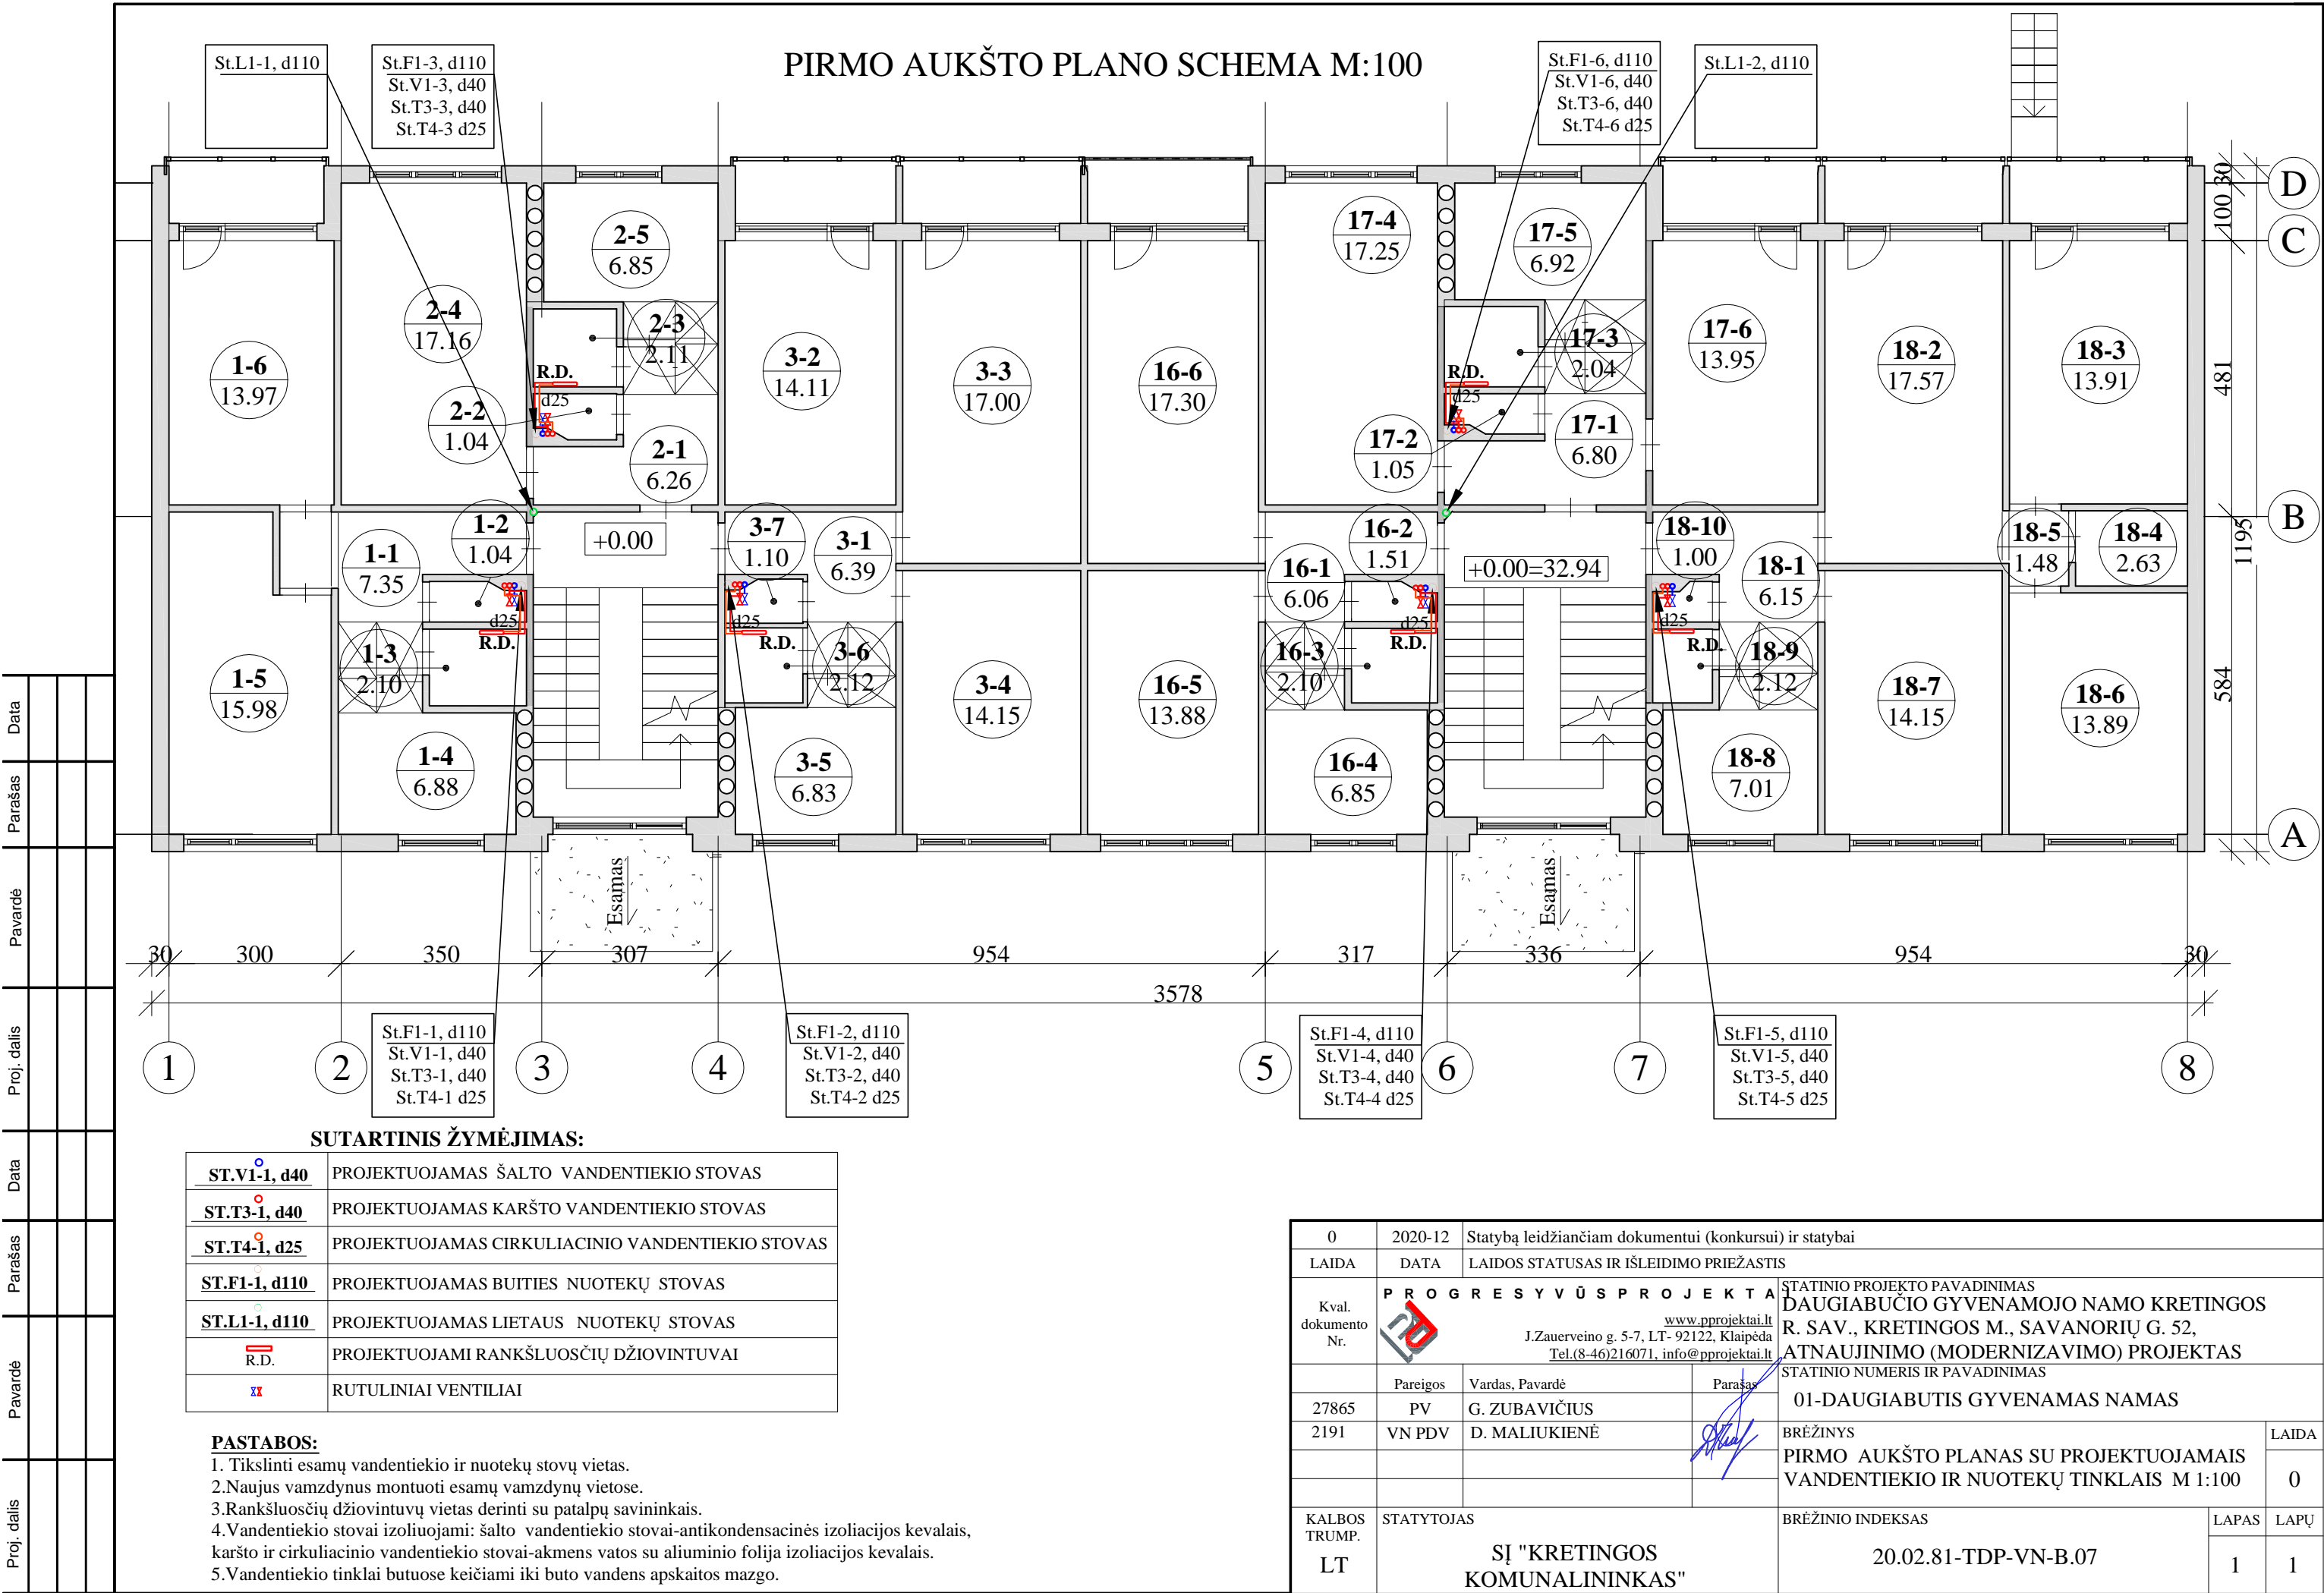 PIRMO AUKŠTO PLANO SCHEMA M:100
St.L1-1, d110
St.F1-3, d110
St.V1-3, d40
St.T3-3, d40
St.T4-3 d25
St.F1-6, d110
St.V1-6, d40
St.T3-6, d40
St.T4-6 d25
St.L1-2, d110
1-6
13.97
2-4
17.16
2-5
6.85
2-3
2.11
R.D.
d25
2-2
1.04
2-1
6.26
3-2
14.11
3-3
17.00
16-6
17.30
17-4
17.25
17-5
6.92
17-3
2.04
R.D.
d25
17-2
1.05
17-1
6.80
17-6
13.95
18-2
17.57
18-3
13.91
1-1
7.35
1-2
1.04
+0.00
3-7
1.10
3-1
6.39
16-1
6.06
16-2
1.51
+0.00=32.94
18-10
1.00
18-1
6.15
18-5
1.48
18-4
2.63
d25
R.D.
d25
R.D.
d25
R.D.
d25
R.D.
1-3
2.10
1-5
15.98
1-4
6.88
3-6
2.12
3-5
6.83
3-4
14.15
16-5
13.88
16-3
2.10
16-4
6.85
18-9
2.12
18-8
7.01
18-7
14.15
18-6
13.89
Esamas
Esamas
D
C
B
A
30
100
481
1195
584
30
300
350
307
954
317
336
954
30
3578
1
2
3
4
5
6
7
8
St.F1-1, d110
St.V1-1, d40
St.T3-1, d40
St.T4-1 d25
St.F1-2, d110
St.V1-2, d40
St.T3-2, d40
St.T4-2 d25
St.F1-4, d110
St.V1-4, d40
St.T3-4, d40
St.T4-4 d25
St.F1-5, d110
St.V1-5, d40
St.T3-5, d40
St.T4-5 d25
SUTARTINIS ŽYMĖJIMAS:
ST.V1-1, d40 PROJEKTUOJAMAS ŠALTO VANDENTIEKIO STOVAS
ST.T3-1, d40 PROJEKTUOJAMAS KARŠTO VANDENTIEKIO STOVAS
ST.T4-1, d25 PROJEKTUOJAMAS CIRKULIACINIO VANDENTIEKIO STOVAS
ST.F1-1, d110 PROJEKTUOJAMAS BUITIES NUOTEKŲ STOVAS
ST.L1-1, d110 PROJEKTUOJAMAS LIETAUS NUOTEKŲ STOVAS
R.D. PROJEKTUOJAMI RANKŠLUOSČIŲ DŽIOVINTUVAI
RUTULINIAI VENTILIAI
PASTABOS:
1. Tikslinti esamų vandentiekio ir nuotekų stovų vietas.
2.Naujus vamzdynus montuoti esamų vamzdynų vietose.
3.Rankšluosčių džiovintuvų vietas derinti su patalpų savininkais.
4.Vandentiekio stovai izoliuojami: šalto vandentiekio stovai-antikondensacinės izoliacijos kevalais,
karšto ir cirkuliacinio vandentiekio stovai-akmens vatos su aliuminio folija izoliacijos kevalais.
5.Vandentiekio tinklai butuose keičiami iki buto vandens apskaitos mazgo.
0 2020-12 Statybą leidžiančiam dokumentui (konkursui) ir statybai
LAIDA DATA LAIDOS STATUSAS IR IŠLEIDIMO PRIEŽASTIS
Kval.
dokumento
Nr.
PROGRESYVŪS PROJEKTAI
www.pprojektai.lt
J.Zauerveino g. 5-7, LT- 92122, Klaipėda
Tel.(8-46)216071, info@pprojektai.lt
STATINIO PROJEKTO PAVADINIMAS
DAUGIABUČIO GYVENAMOJO NAMO KRETINGOS
R. SAV., KRETINGOS M., SAVANORIŲ G. 52,
ATNAUJINIMO (MODERNIZAVIMO) PROJEKTAS
Pareigos Vardas, Pavardė Parašas
27865 PV G. ZUBAVIČIUS
2191 VN PDV D. MALIUKIENĖ
STATINIO NUMERIS IR PAVADINIMAS
01-DAUGIABUTIS GYVENAMAS NAMAS
BRĖŽINYS
PIRMO AUKŠTO PLANAS SU PROJEKTUOJAMAIS
VANDENTIEKIO IR NUOTEKŲ TINKLAIS M 1:100
LAIDA
0
KALBOS
TRUMP.
LT
STATYTOJAS
SĮ "KRETINGOS
KOMUNALININKAS"
BRĖŽINIO INDEKSAS
20.02.81-TDP-VN-B.07
LAPAS LAPŲ
1 1
Data
Parašas
Pavardė
Proj. dalis
Data
Parašas
Pavardė
Proj. dalis